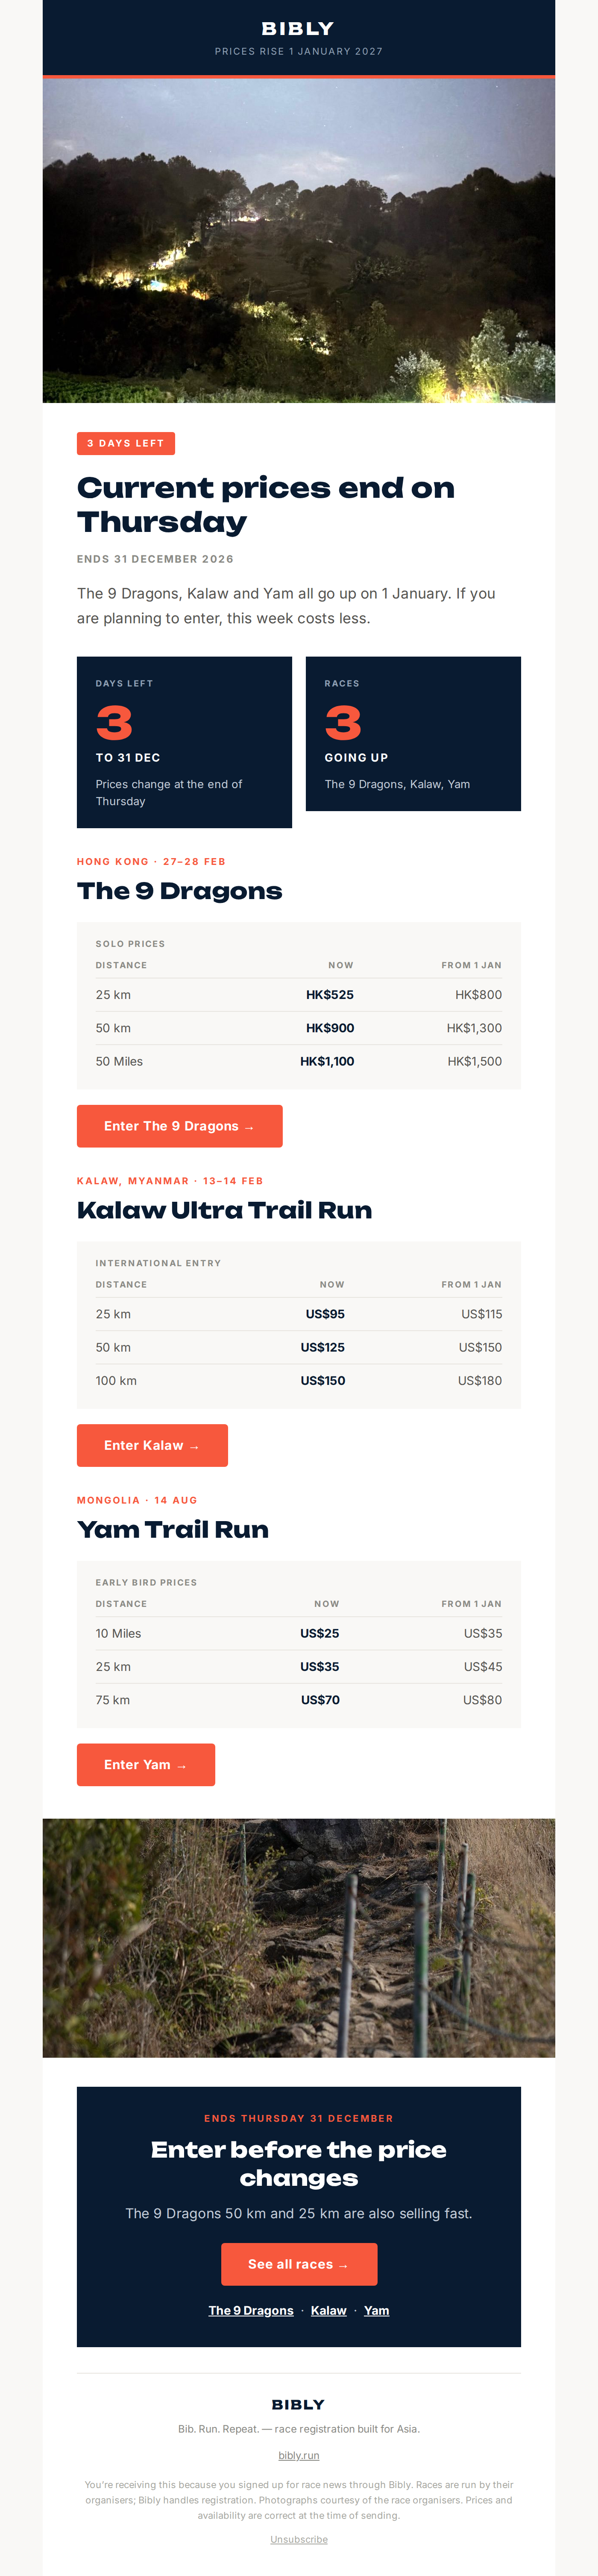 BIBLY
PRICES RISE 1 JANUARY 2027
3 DAYS LEFT
Current prices end on
Thursday
ENDS 31 DECEMBER 2026
The 9 Dragons, Kalaw and Yam all go up on 1 January. If you
are planning to enter, this week costs less.
DAYS LEFT
3
TO 31 DEC
Prices change at the end of
Thursday
RACES
3
GOING UP
The 9 Dragons, Kalaw, Yam
HONG KONG · 27–28 FEB
The 9 Dragons
SOLO PRICES
DISTANCE NOW FROM 1 JAN
25 km HK$525 HK$800
50 km HK$900 HK$1,300
50 Miles HK$1,100 HK$1,500
Enter The 9 Dragons →
KALAW, MYANMAR · 13–14 FEB
Kalaw Ultra Trail Run
INTERNATIONAL ENTRY
DISTANCE NOW FROM 1 JAN
25 km US$95 US$115
50 km US$125 US$150
100 km US$150 US$180
Enter Kalaw →
MONGOLIA · 14 AUG
Yam Trail Run
EARLY BIRD PRICES
DISTANCE NOW FROM 1 JAN
10 Miles US$25 US$35
25 km US$35 US$45
75 km US$70 US$80
Enter Yam →
ENDS THURSDAY 31 DECEMBER
Enter before the price
changes
The 9 Dragons 50 km and 25 km are also selling fast.
See all races →
The 9 Dragons · Kalaw · Yam
BIBLY
Bib. Run. Repeat. — race registration built for Asia.
bibly.run
You're receiving this because you signed up for race news through Bibly. Races are run by their
organisers; Bibly handles registration. Photographs courtesy of the race organisers. Prices and
availability are correct at the time of sending.
Unsubscribe